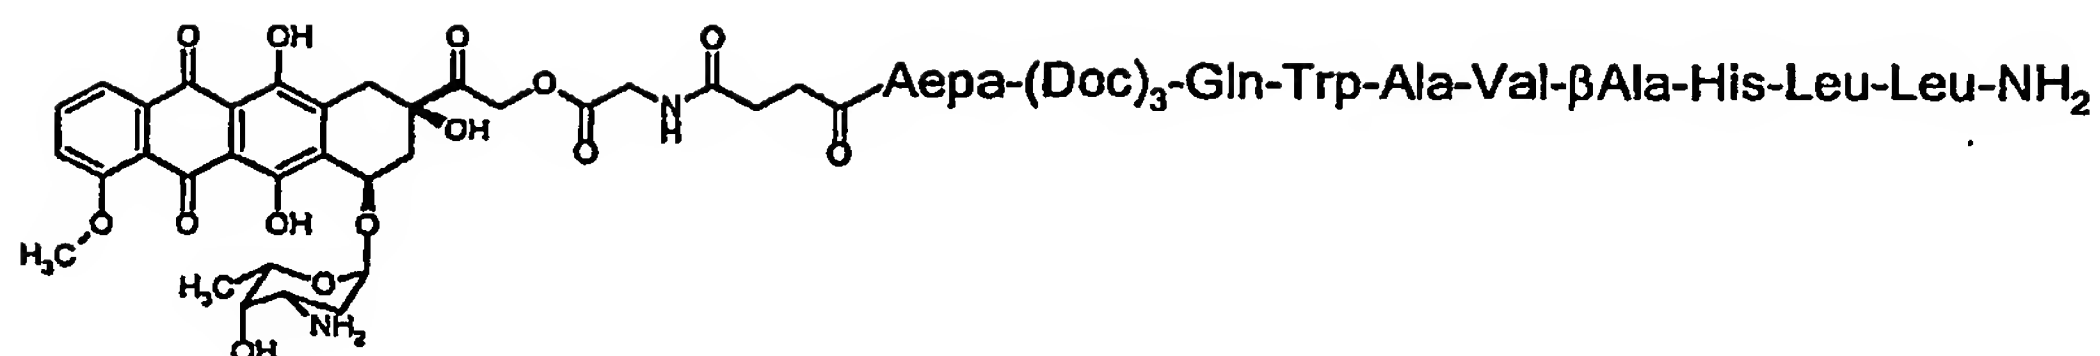 O OH O O Aepa-(Doc)₃-Gln-Trp-Ala-Val-βAla-His-Leu-Leu-NH₂
O
N
H
OH
O O
O O OH O
H₃C
H₃C O
NH₂
OH